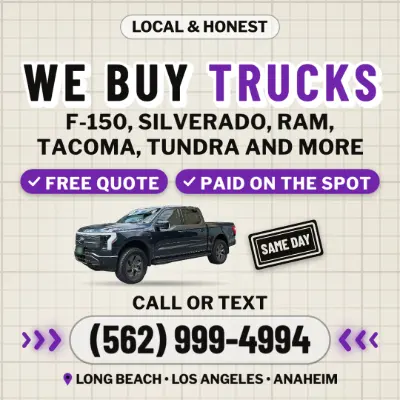 LOCAL & HONEST
WE BUY TRUCKS
F-150, SILVERADO, RAM,
TACOMA, TUNDRA AND MORE
✓ FREE QUOTE
✓ PAID ON THE SPOT
SAME DAY
CALL OR TEXT
(562) 999-4994
LONG BEACH • LOS ANGELES • ANAHEIM